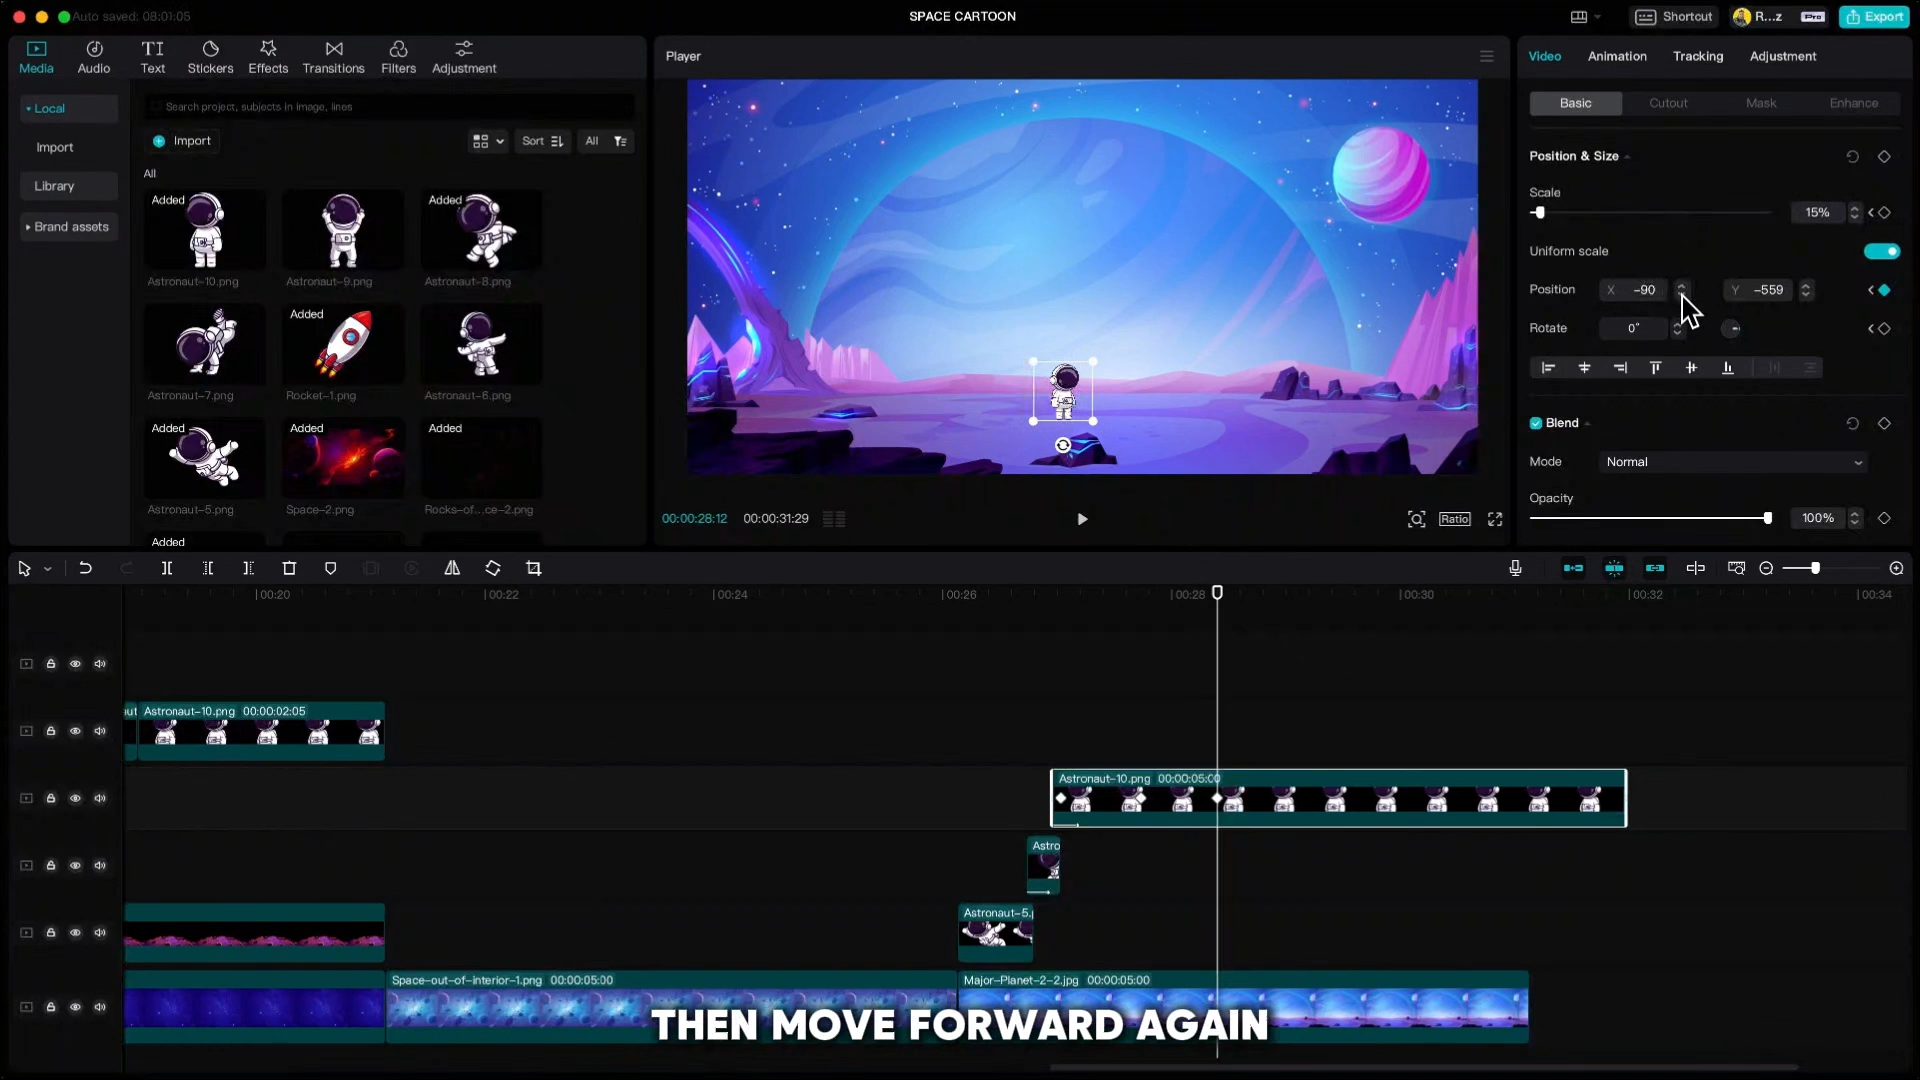 Auto saved: 08:01:05
SPACE CARTOON
Shortcut
R...z
Pro
Export
Media
Audio
TI
Text
Stickers
Effects
Transitions
Filters
Adjustment
Local
Import
Library
Brand assets
Search project, subjects in image, lines
Import
Sort
All
All
Added
Added
Astronaut-10.png
Astronaut-9.png
Astronaut-8.png
Added
Astronaut-7.png
Rocket-1.png
Astronaut-6.png
Added
Added
Added
Astronaut-5.png
Space-2.png
Rocks-of...ce-2.png
Added
Player
00:00:28:12
00:00:31:29
Ratio
Video
Animation
Tracking
Adjustment
Basic
Cutout
Mask
Enhance
Position & Size
Scale
15%
Uniform scale
Position
X -90
Y -559
Rotate
0°
Blend
Mode
Normal
Opacity
100%
00:20
00:22
00:24
00:26
00:28
00:30
00:32
00:34
Astronaut-10.png 00:00:02:05
Astronaut-10.png 00:00:05:00
Astro
Astronaut-5.p
Space-out-of-interior-1.png 00:00:05:00
Major-Planet-2-2.jpg 00:00:05:00
THEN MOVE FORWARD AGAIN